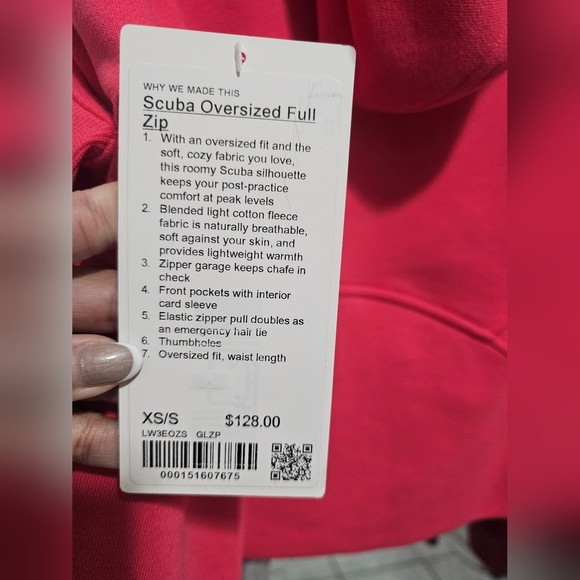 WHY WE MADE THIS
Scuba Oversized Full
Zip
1. With an oversized fit and the
soft, cozy fabric you love,
this roomy Scuba silhouette
keeps your post-practice
comfort at peak levels
2. Blended light cotton fleece
fabric is naturally breathable,
soft against your skin, and
provides lightweight warmth
3. Zipper garage keeps chafe in
check
4. Front pockets with interior
card sleeve
5. Elastic zipper pull doubles as
an emergency hair tie
6. Thumbholes
7. Oversized fit, waist length
XS/S $128.00
LW3EOZS GLZP
000151607675